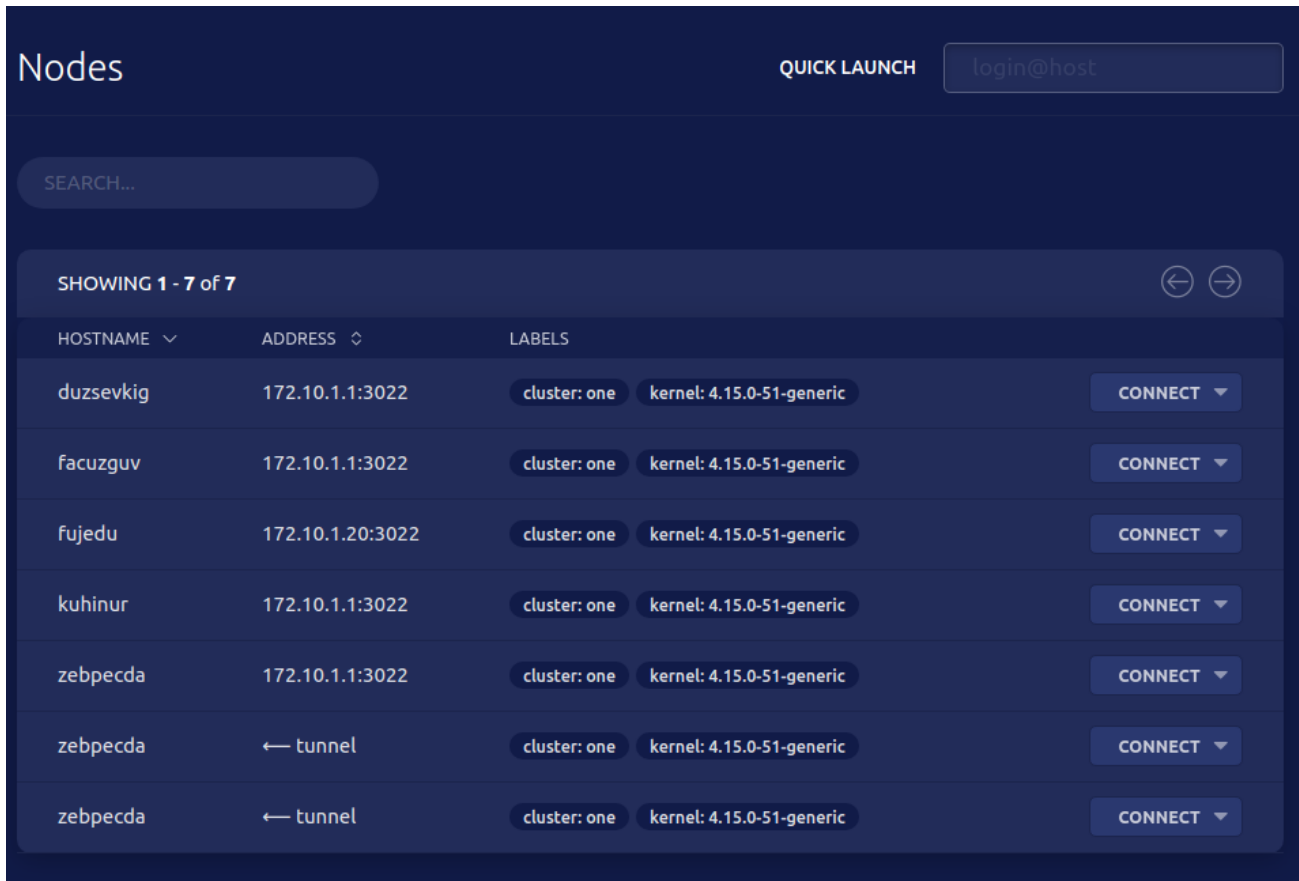 Nodes QUICK LAUNCH login@host
SEARCH...
SHOWING 1 - 7 of 7
HOSTNAME ADDRESS LABELS
duzsevkig 172.10.1.1:3022 cluster: one kernel: 4.15.0-51-generic CONNECT
facuzguv 172.10.1.1:3022 cluster: one kernel: 4.15.0-51-generic CONNECT
fujedu 172.10.1.20:3022 cluster: one kernel: 4.15.0-51-generic CONNECT
kuhinur 172.10.1.1:3022 cluster: one kernel: 4.15.0-51-generic CONNECT
zebpecda 172.10.1.1:3022 cluster: one kernel: 4.15.0-51-generic CONNECT
zebpecda ⟵ tunnel cluster: one kernel: 4.15.0-51-generic CONNECT
zebpecda ⟵ tunnel cluster: one kernel: 4.15.0-51-generic CONNECT